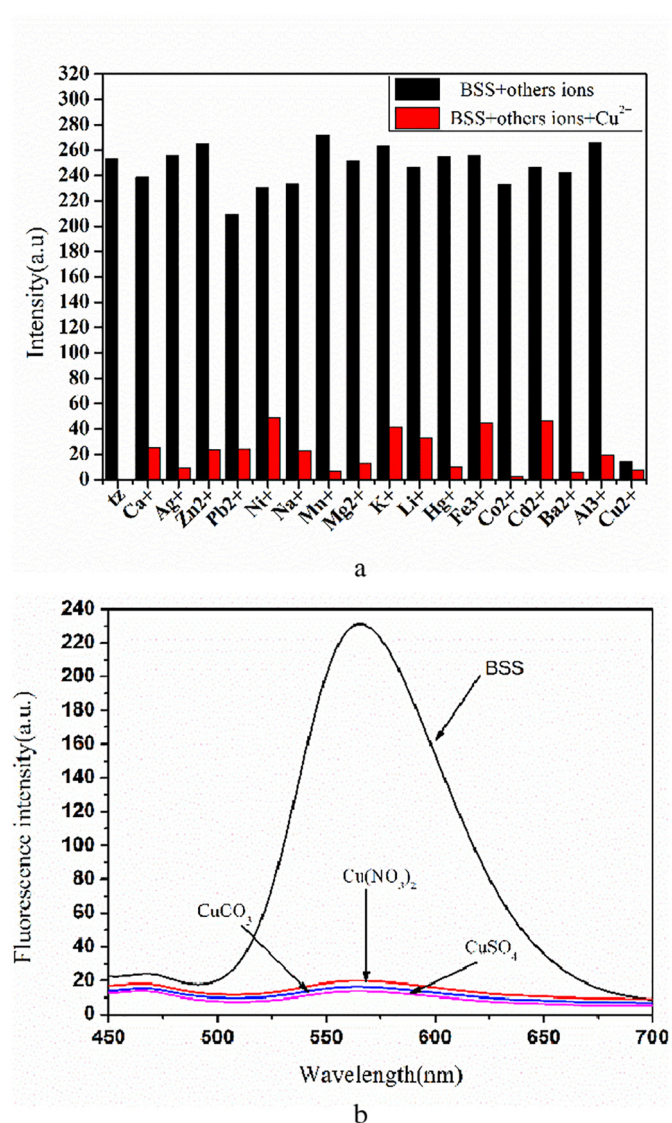 320
300
280
260
240
220
200
180
160
140
120
100
80
60
40
20
0
Intensity(a.u)
BSS+others ions
BSS+others ions+Cu²⁻
tz Ca+ Ag+ Zn2+ Pb2+ Ni+ Na+ Mn+ Mg2+ K+ Li+ Hg+ Fe3+ Co2+ Cd2+ Ba2+ Al3+ Cu2+
a
240
220
200
180
160
140
120
100
80
60
40
20
0
Fluorescence intensity(a.u.)
BSS
Cu(NO₃)₂
CuCO₃
CuSO₄
450 500 550 600 650 700
Wavelength(nm)
b